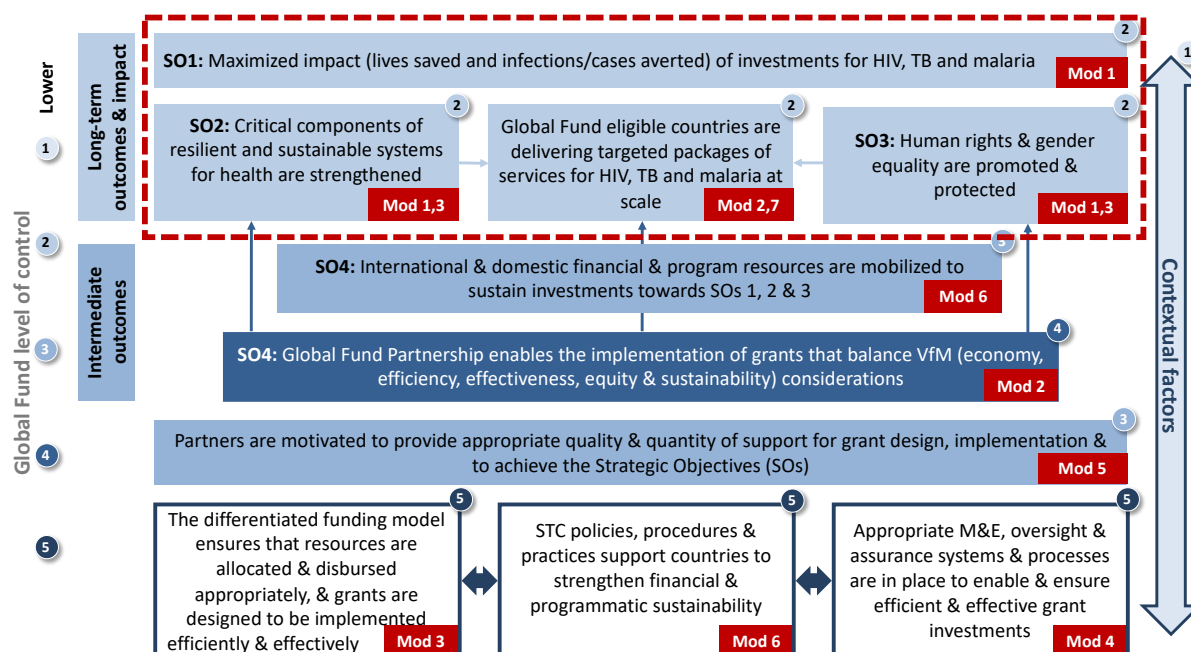 Lower
Global Fund level of control
1
2
3
4
5
Long-term
outcomes & impact
Intermediate
outcomes
2
SO1: Maximized impact (lives saved and infections/cases averted) of investments for HIV, TB and malaria
Mod 1
2
SO2: Critical components of
resilient and sustainable systems
for health are strengthened
Mod 1,3
2
Global Fund eligible countries are
delivering targeted packages of
services for HIV, TB and malaria at
scale
Mod 2,7
2
SO3: Human rights & gender
equality are promoted &
protected
Mod 1,3
3
SO4: International & domestic financial & program resources are mobilized to
sustain investments towards SOs 1, 2 & 3
Mod 6
4
SO4: Global Fund Partnership enables the implementation of grants that balance VfM (economy,
efficiency, effectiveness, equity & sustainability) considerations
Mod 2
3
Partners are motivated to provide appropriate quality & quantity of support for grant design, implementation &
to achieve the Strategic Objectives (SOs)
Mod 5
5
The differentiated funding model
ensures that resources are
allocated & disbursed
appropriately, & grants are
designed to be implemented
efficiently & effectively
Mod 3
5
STC policies, procedures &
practices support countries to
strengthen financial &
programmatic sustainability
Mod 6
5
Appropriate M&E, oversight &
assurance systems & processes
are in place to enable & ensure
efficient & effective grant
investments
Mod 4
1
Contextual factors